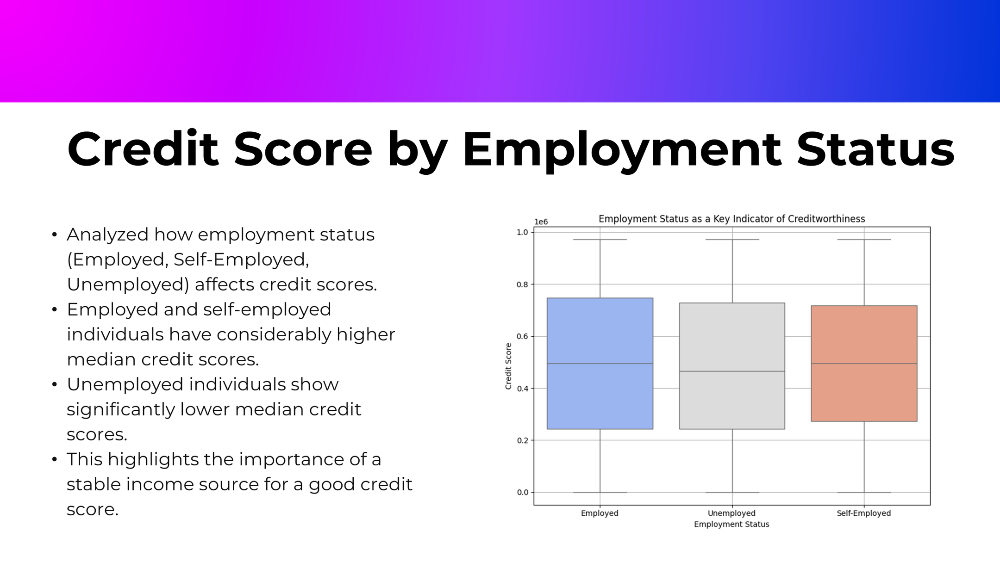 Credit Score by Employment Status
• Analyzed how employment status
(Employed, Self-Employed,
Unemployed) affects credit scores.
• Employed and self-employed
individuals have considerably higher
median credit scores.
• Unemployed individuals show
significantly lower median credit
scores.
• This highlights the importance of a
stable income source for a good credit
score.
Employment Status as a Key Indicator of Creditworthiness
1e6
1.0
0.8
0.6
0.4
0.2
0.0
Credit Score
Employed Unemployed Self-Employed
Employment Status